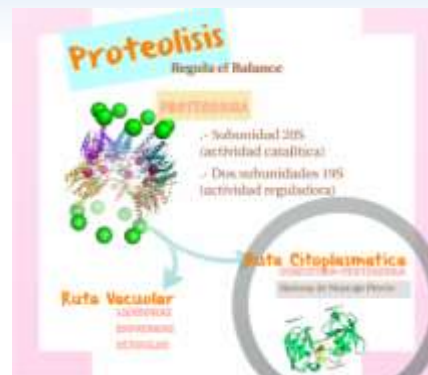 Proteolisis
Regula el Balance
PROTEOSOMA
.- Subunidad 20S
(actividad catalítica)
.- Dos subunidades 19S
(actividad reguladora)
Ruta Citoplasmatica
Ruta Vacuolar